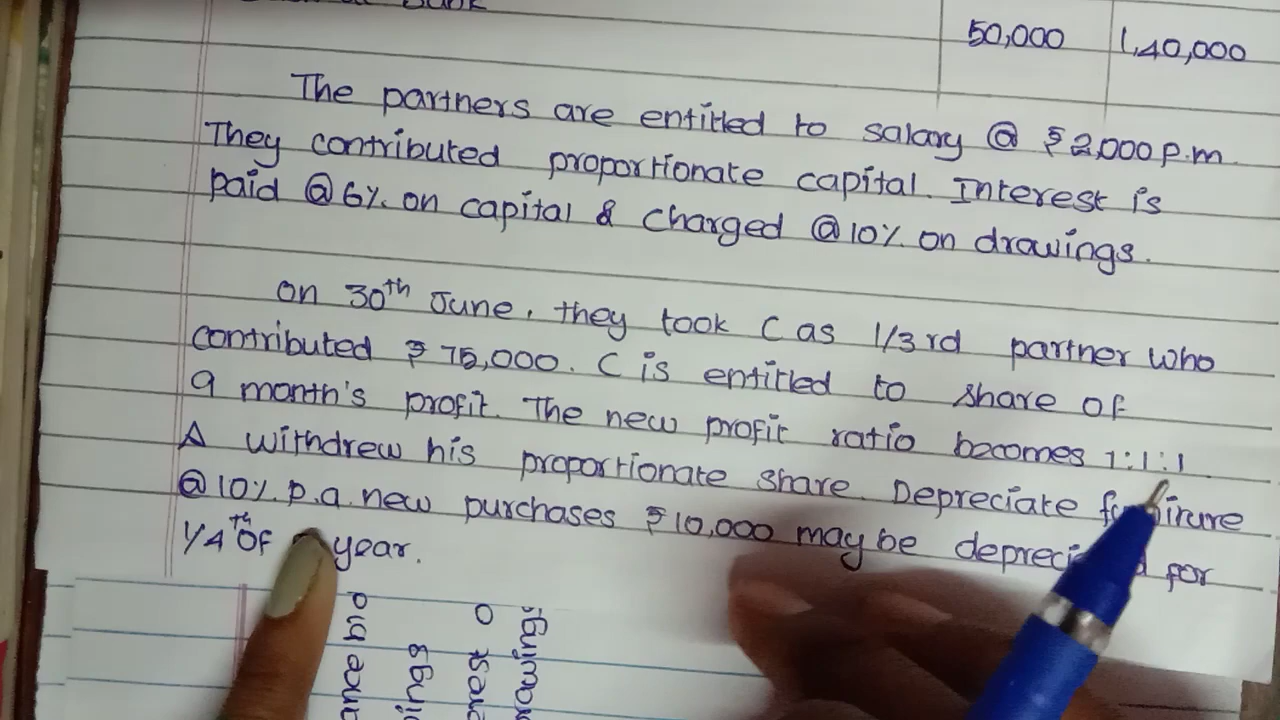 50,000 1,40,000
The partners are entitled to salary @ ₹2,000 p.m.
They contributed proportionate capital. Interest is
paid @ 6%. on capital & charged @ 10%. on drawings.
On 30th June, they took C as 1/3rd partner who
contributed ₹ 75,000. C is entitled to share of
9 month's profit. The new profit ratio becomes 1:1:1.
A withdrew his proportionate share. Depreciate
@ 10%. p.a. new purchases ₹10,000 may be for
1/4th of year.